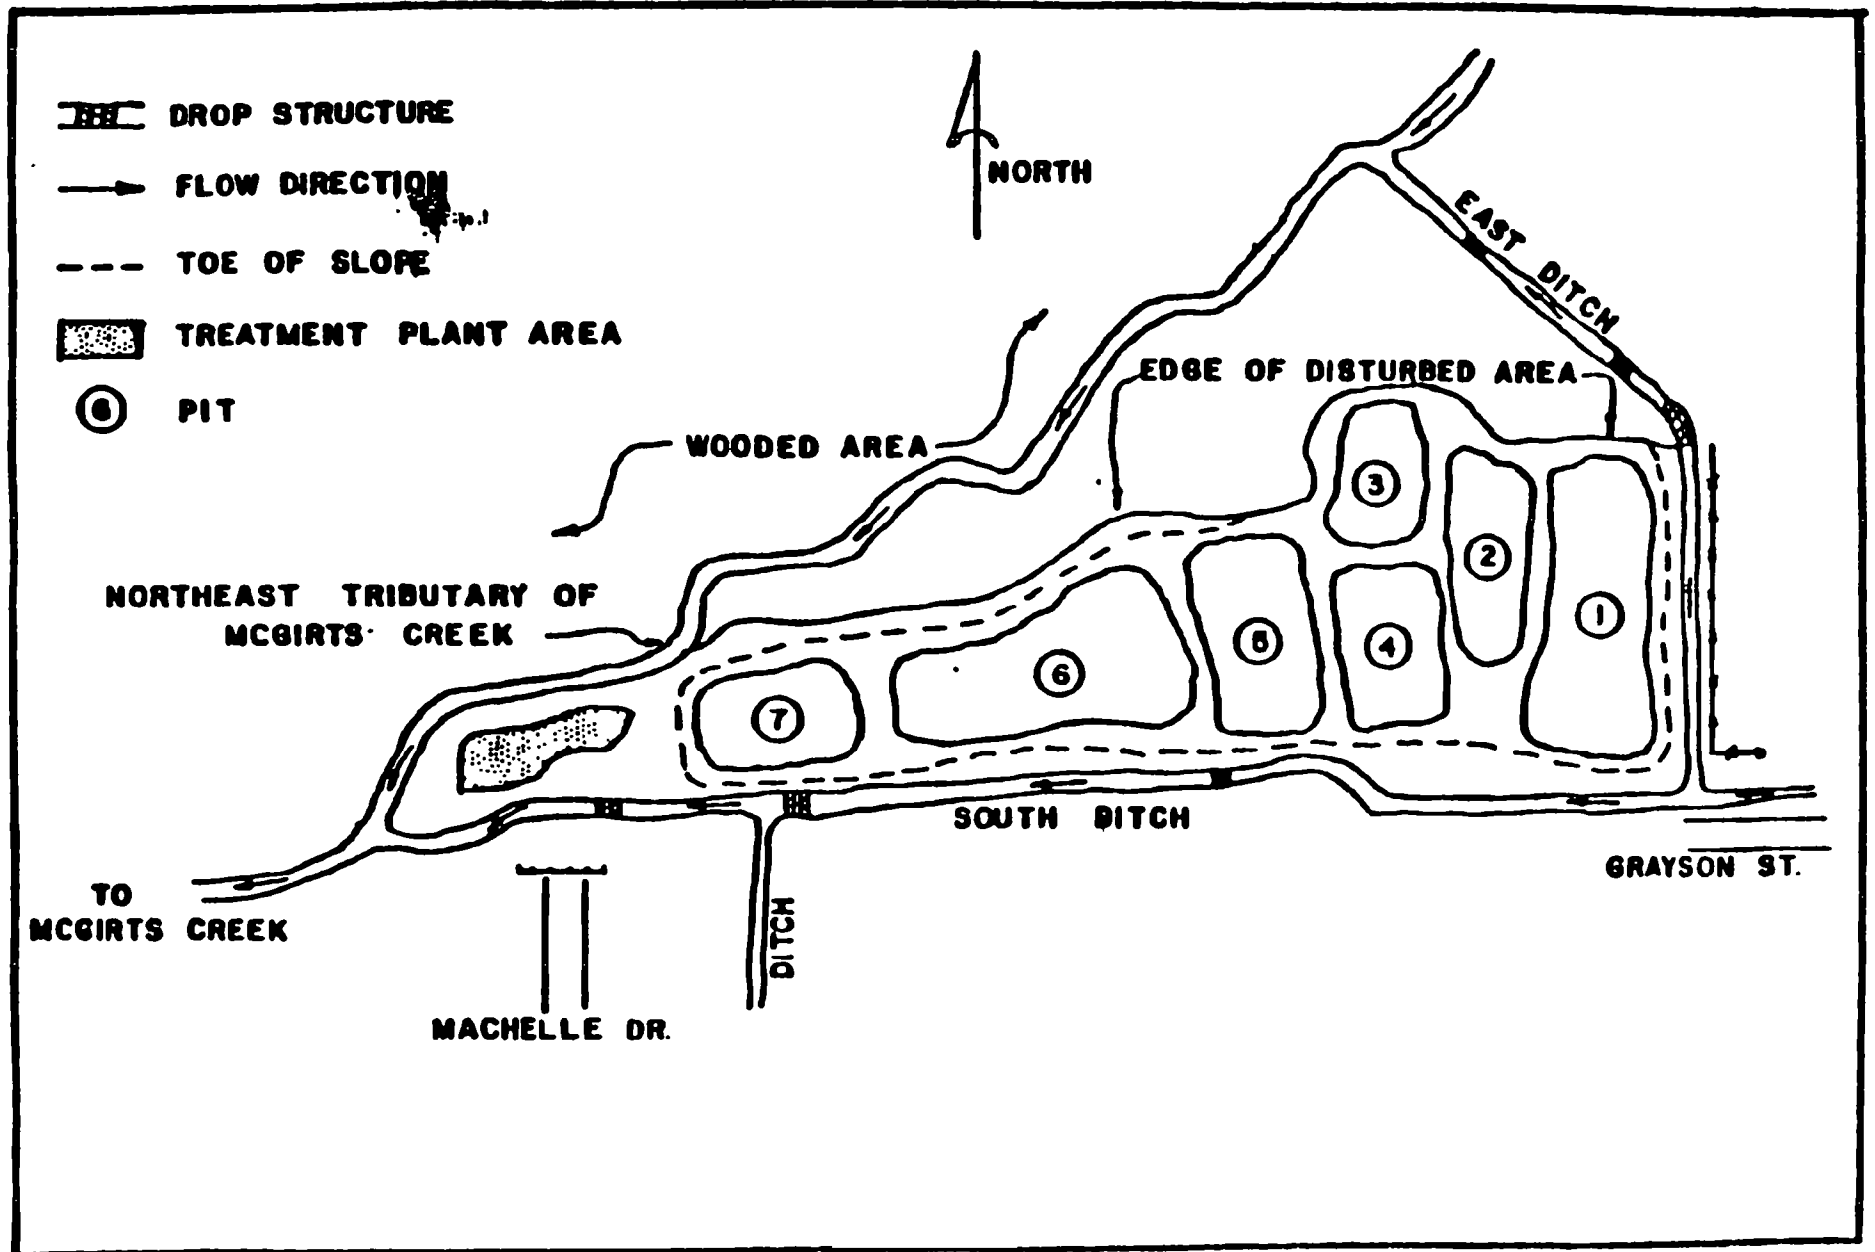 DROP STRUCTURE
FLOW DIRECTION
TOE OF SLOPE
TREATMENT PLANT AREA
6 PIT
NORTH
EAST DITCH
EDGE OF DISTURBED AREA
WOODED AREA
3
2
1
NORTHEAST TRIBUTARY OF
MCGIRTS CREEK
7
6
5
4
SOUTH DITCH
GRAYSON ST.
TO
MCGIRTS CREEK
DITCH
MACHELLE DR.